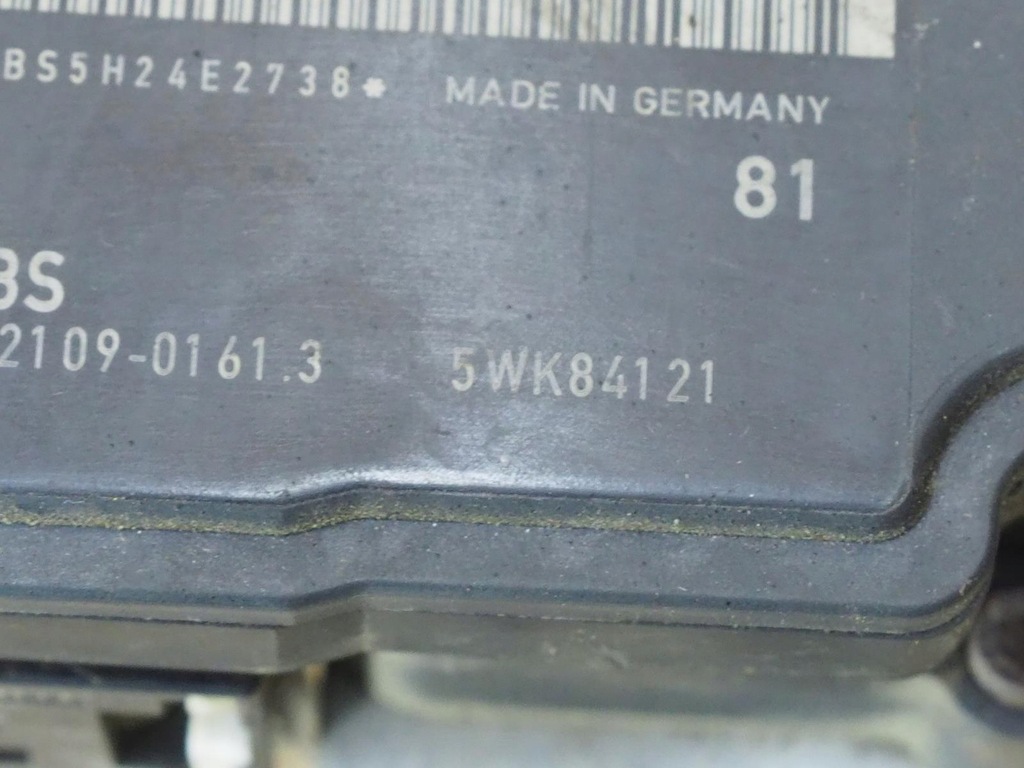 BS5H24E2738* MADE IN GERMANY
81
BS
2109-0161.3 5WK84121